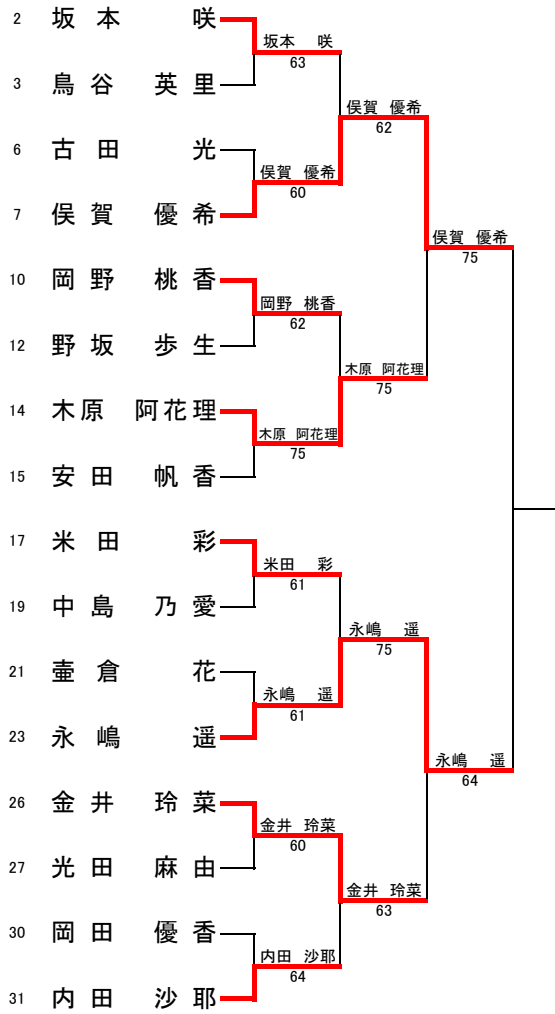 2 坂本 咲
坂本 咲
63
3 鳥谷 英里
俣賀 優希
62
6 古田 光
俣賀 優希
60
7 俣賀 優希
俣賀 優希
75
10 岡野 桃香
岡野 桃香
62
12 野坂 歩生
木原 阿花理
75
14 木原 阿花理
木原 阿花理
75
15 安田 帆香
17 米田 彩
米田 彩
61
19 中島 乃愛
永嶋 遥
75
21 壷倉 花
永嶋 遥
61
23 永嶋 遥
永嶋 遥
64
26 金井 玲菜
金井 玲菜
60
27 光田 麻由
金井 玲菜
63
30 岡田 優香
内田 沙耶
64
31 内田 沙耶